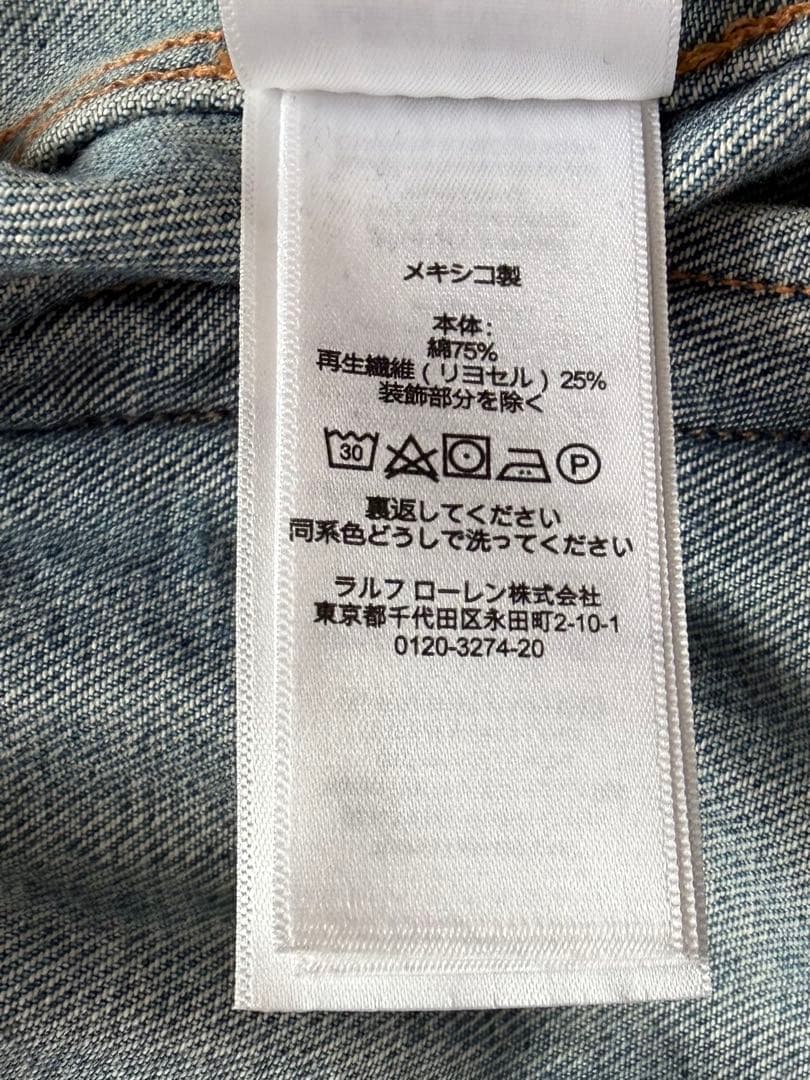 メキシコ製
本体:
綿75%
再生繊維 ( リヨセル ) 25%
装飾部分を除く
30 P
裏返してください
同系色どうしで洗ってください
ラルフ ローレン株式会社
東京都千代田区永田町2-10-1
0120-3274-20